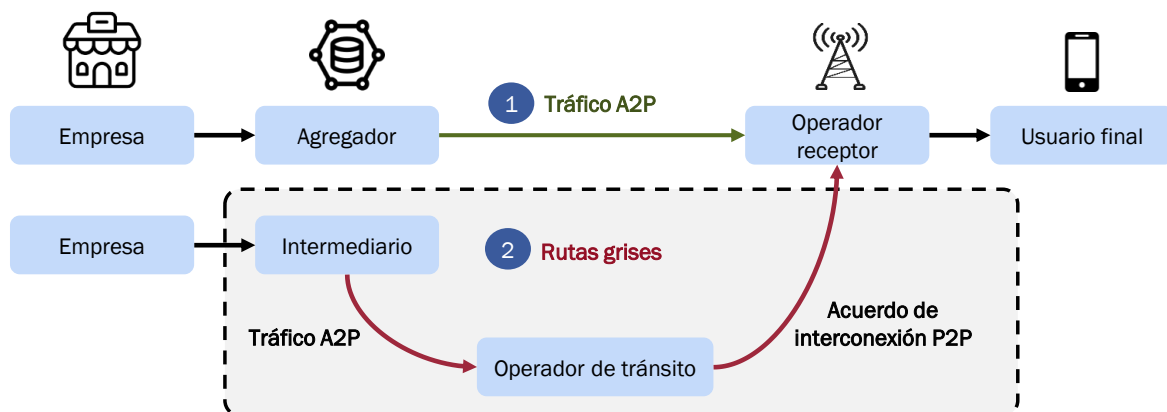 1
Tráfico A2P
Empresa
Agregador
Operador
receptor
Usuario final
Empresa
Intermediario
2
Rutas grises
Tráfico A2P
Acuerdo de
interconexión P2P
Operador de tránsito